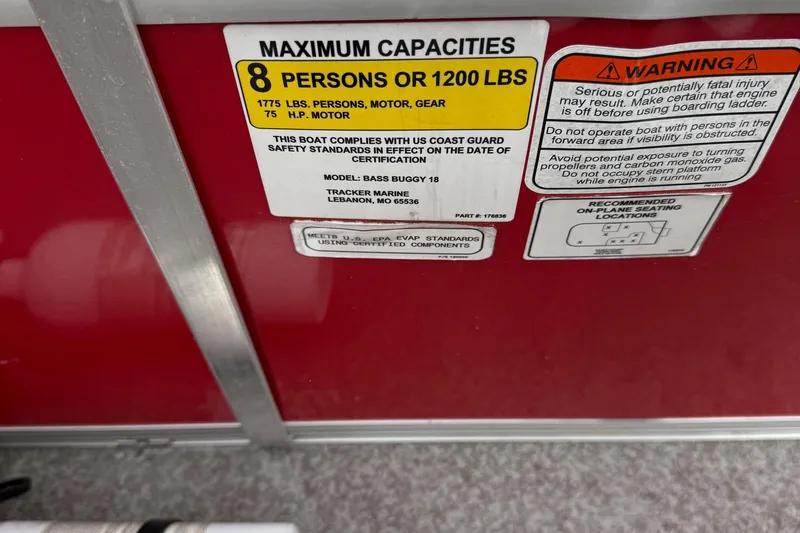 MAXIMUM CAPACITIES
8 PERSONS OR 1200 LBS
1775 LBS. PERSONS, MOTOR, GEAR
75 H.P. MOTOR
THIS BOAT COMPLIES WITH US COAST GUARD
SAFETY STANDARDS IN EFFECT ON THE DATE OF
CERTIFICATION
MODEL: BASS BUGGY 18
TRACKER MARINE
LEBANON, MO 65536
PART #: 176836
MEETS U.S. EPA EVAP STANDARDS
USING CERTIFIED COMPONENTS
WARNING
Serious or potentially fatal injury
may result. Make certain that engine
is off before using boarding ladder.
Do not operate boat with persons in the
forward area if visibility is obstructed.
Avoid potential exposure to turning
propellers and carbon monoxide gas.
Do not occupy stern platform
while engine is running
RECOMMENDED
ON-PLANE SEATING
LOCATIONS